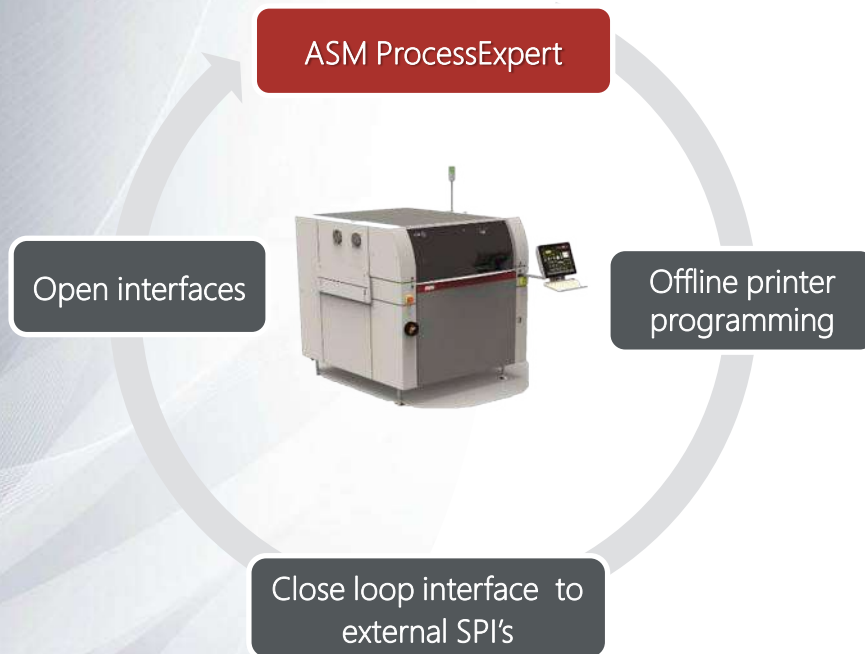 ASM ProcessExpert
Open interfaces
Offline printer
programming
Close loop interface to
external SPI's